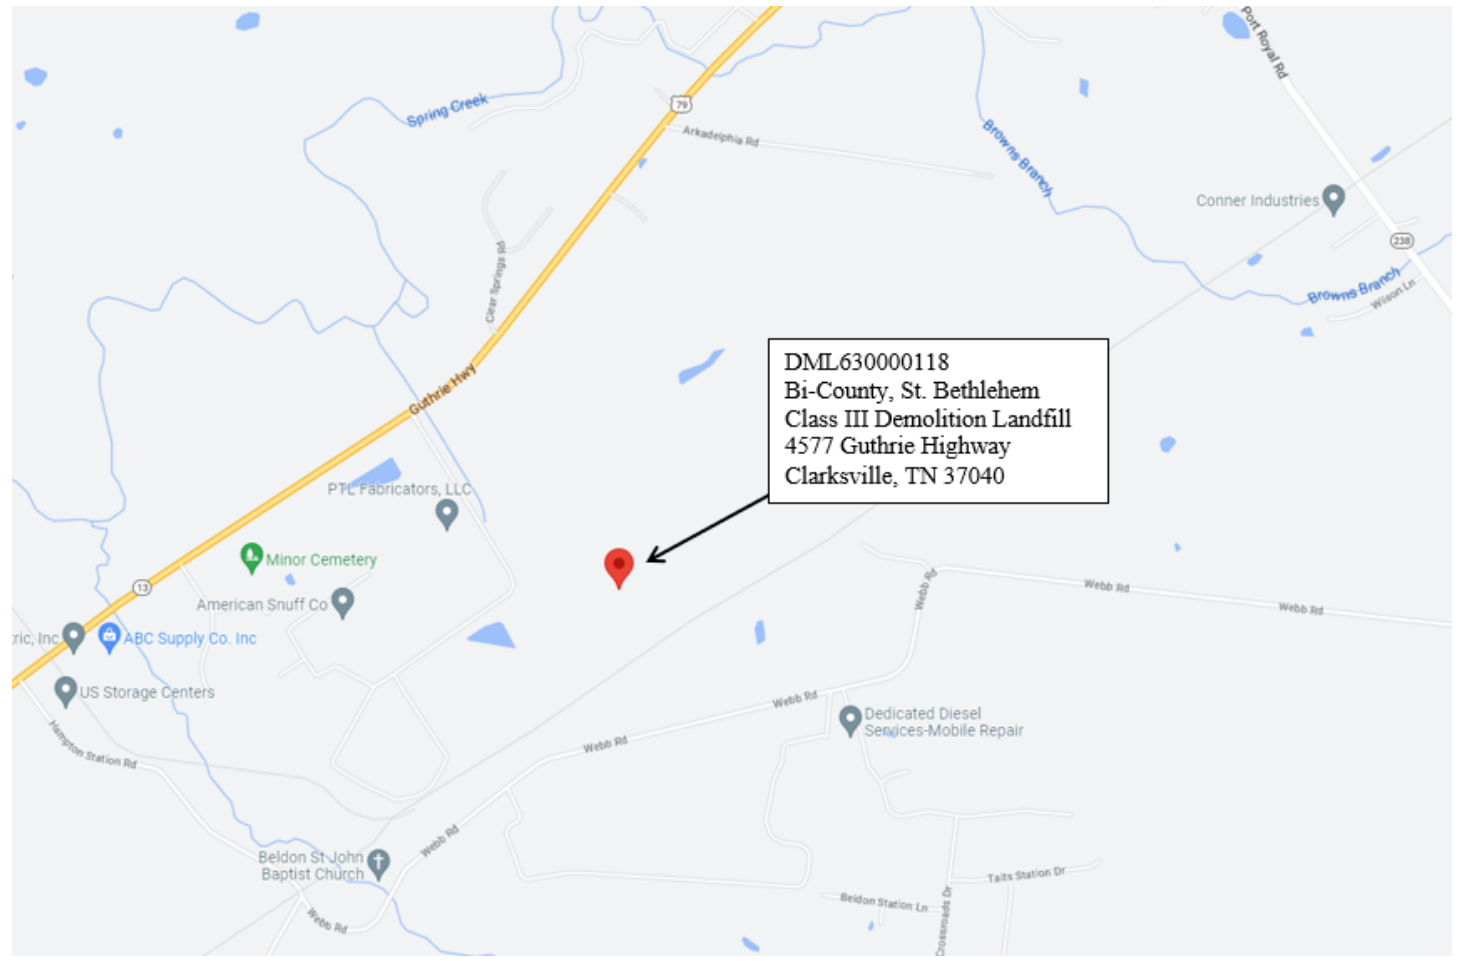 Port Royal Rd
Spring Creek
79
Arkadelphia Rd
Browns Branch
Conner Industries
238
Clear Springs Rd
Browns Branch
Wilson Ln
DML630000118
Bi-County, St. Bethlehem
Class III Demolition Landfill
4577 Guthrie Highway
Clarksville, TN 37040
Guthrie Hwy
PTL Fabricators, LLC
Minor Cemetery
13
American Snuff Co
Webb Rd
Webb Rd
Webb Rd
tric, Inc
ABC Supply Co. Inc
US Storage Centers
Webb Rd
Dedicated Diesel
Services-Mobile Repair
Hampton Station Rd
Webb Rd
Webb Rd
Beldon St John
Baptist Church
Taits Station Dr
Beldon Station Ln
Crossroads Dr
Webb Rd